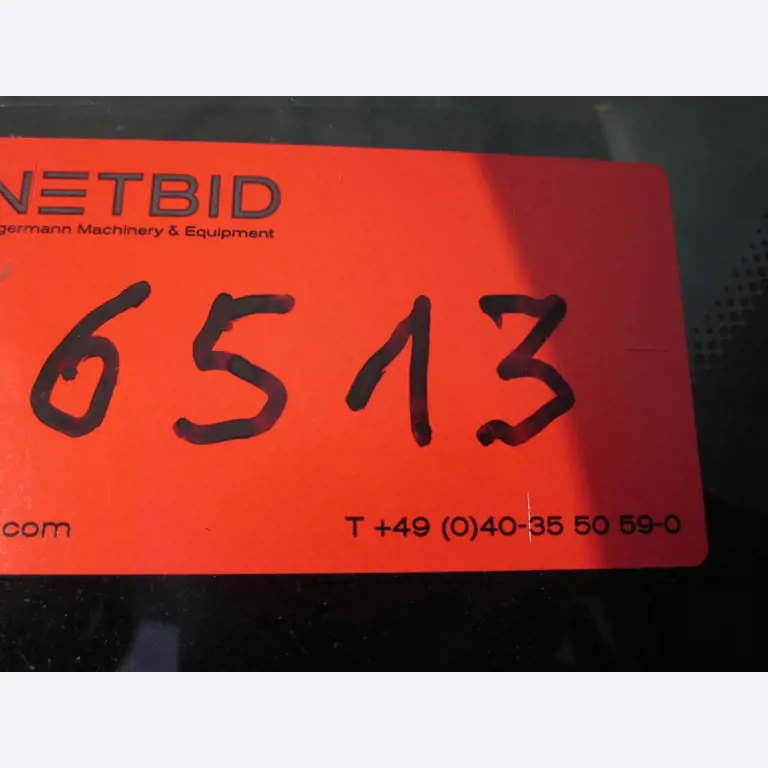 NETBID
germann Machinery & Equipment
6513
.com
T +49 (0)40-35 50 59-0